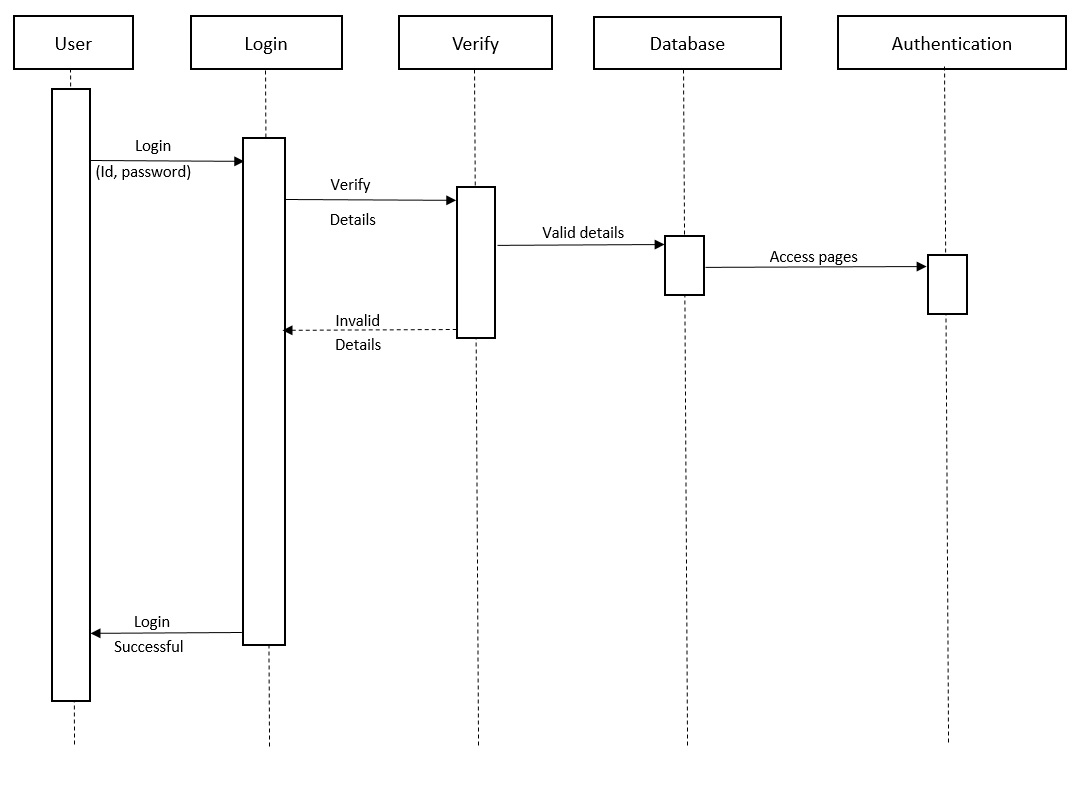 User
Login
Verify
Database
Authentication
Login
(Id, password)
Verify
Details
Valid details
Access pages
Invalid
Details
Login
Successful